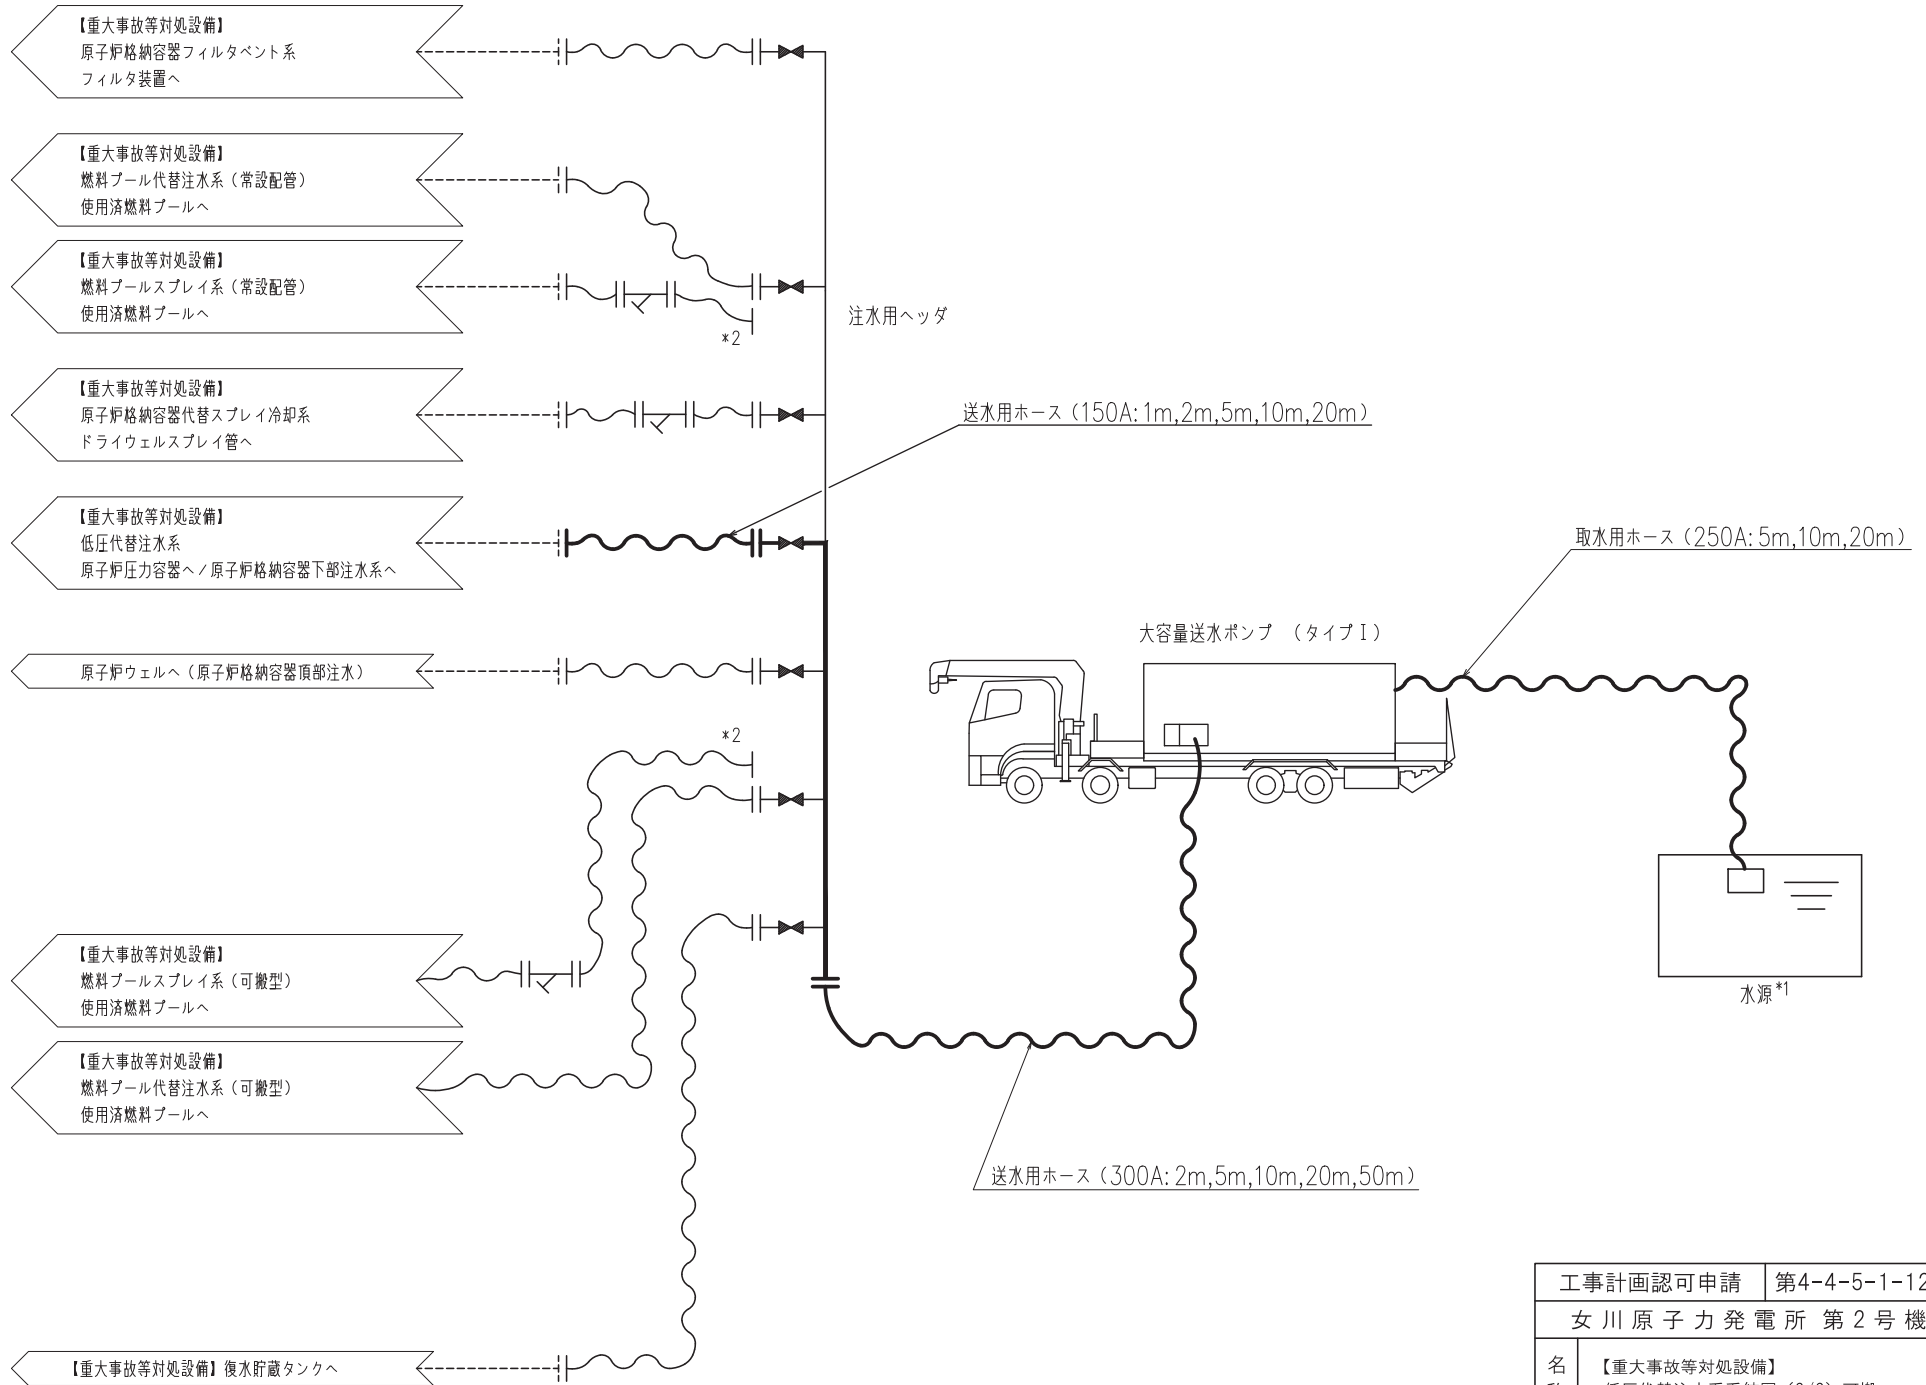 【重大事故等対処設備】
原子炉格納容器フィルタベント系
フィルタ装置へ
【重大事故等対処設備】
燃料プール代替注水系（常設配管）
使用済燃料プールへ
【重大事故等対処設備】
燃料プールスプレイ系（常設配管）
使用済燃料プールへ
*2
注水用ヘッダ
【重大事故等対処設備】
原子炉格納容器代替スプレイ冷却系
ドライウェルスプレイ管へ
送水用ホース（150A：1m,2m,5m,10m,20m）
【重大事故等対処設備】
低圧代替注水系
原子炉圧力容器へ／原子炉格納容器下部注水系へ
取水用ホース（250A：5m,10m,20m）
大容量送水ポンプ　（タイプⅠ）
原子炉ウェルへ（原子炉格納容器頂部注水）
*2
【重大事故等対処設備】
燃料プールスプレイ系（可搬型）
使用済燃料プールへ
水源*1
【重大事故等対処設備】
燃料プール代替注水系（可搬型）
使用済燃料プールへ
送水用ホース（300A：2m,5m,10m,20m,50m）
【重大事故等対処設備】復水貯蔵タンクへ
工事計画認可申請　第4-4-5-1-12
女川原子力発電所 第2号機
名　【重大事故等対処設備】